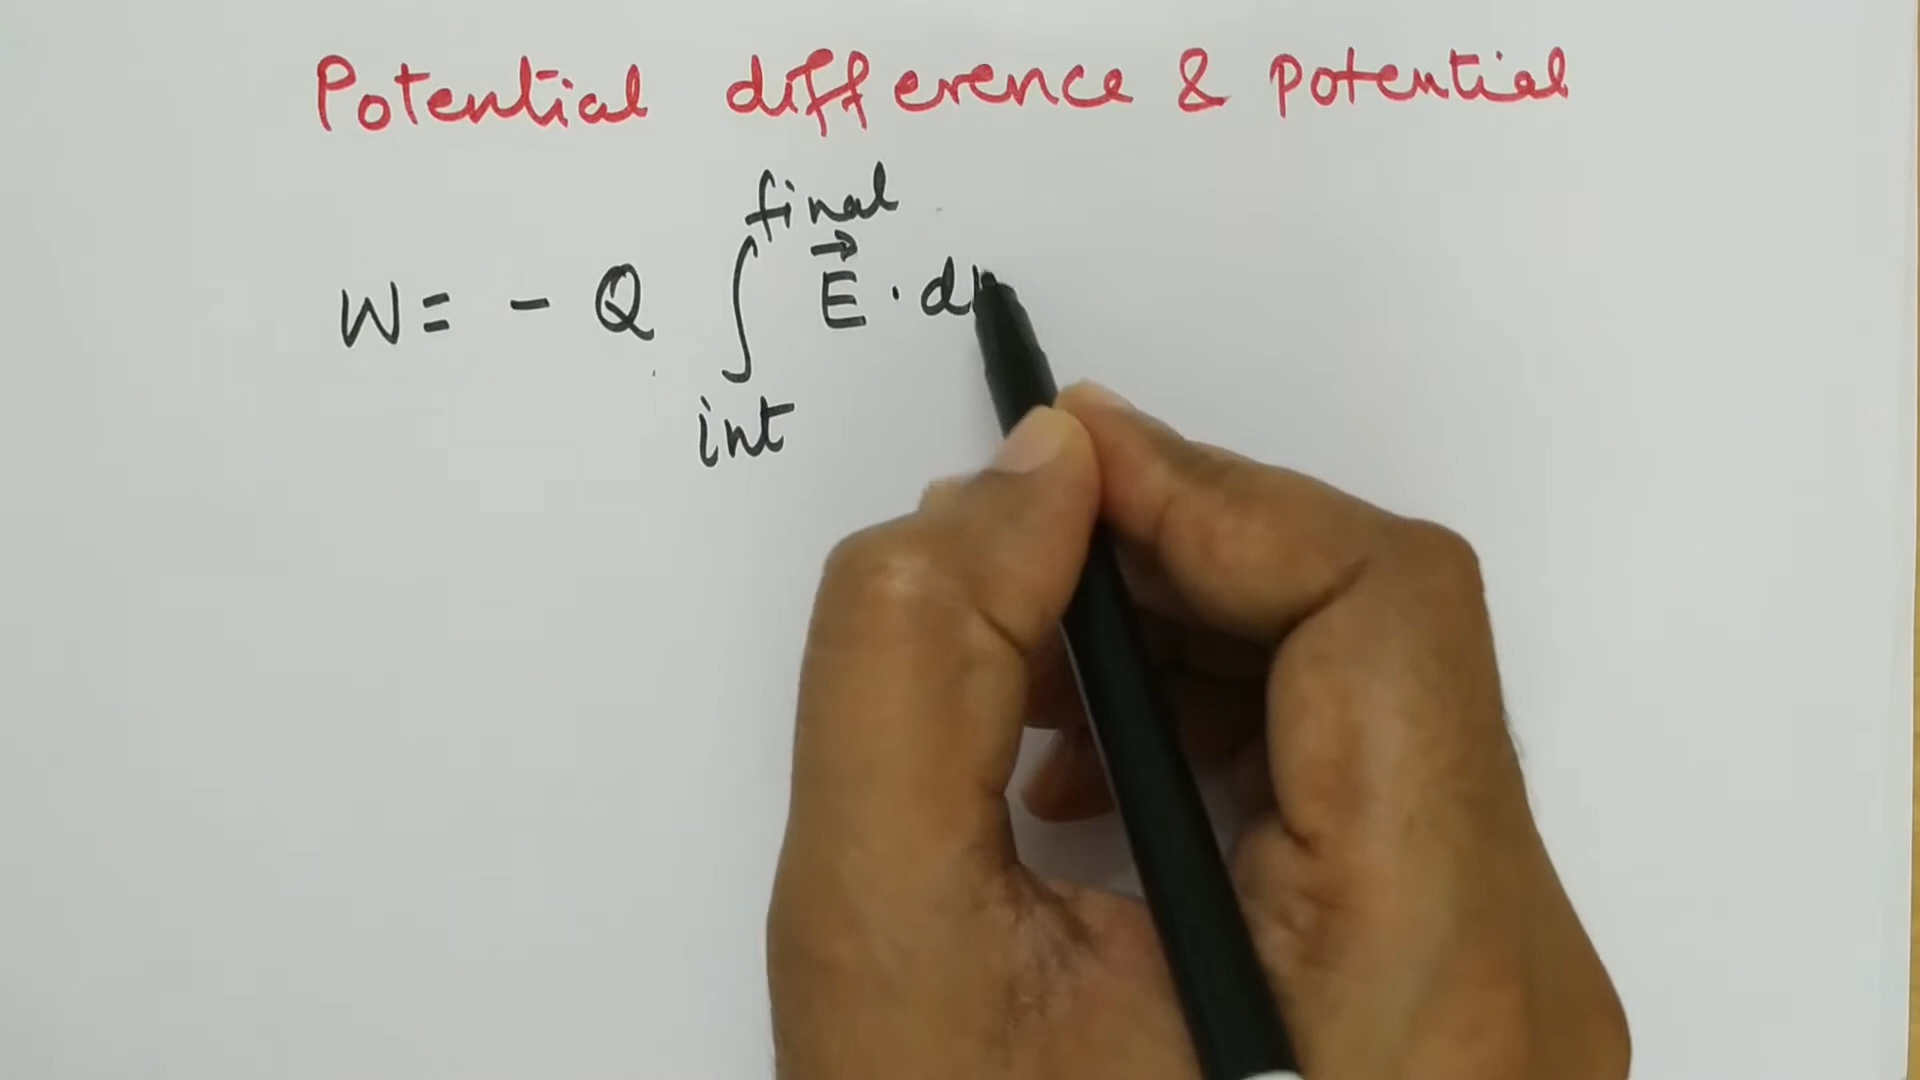 Potential difference & potential
final
W = - Q ∫ E⃗ · d
int